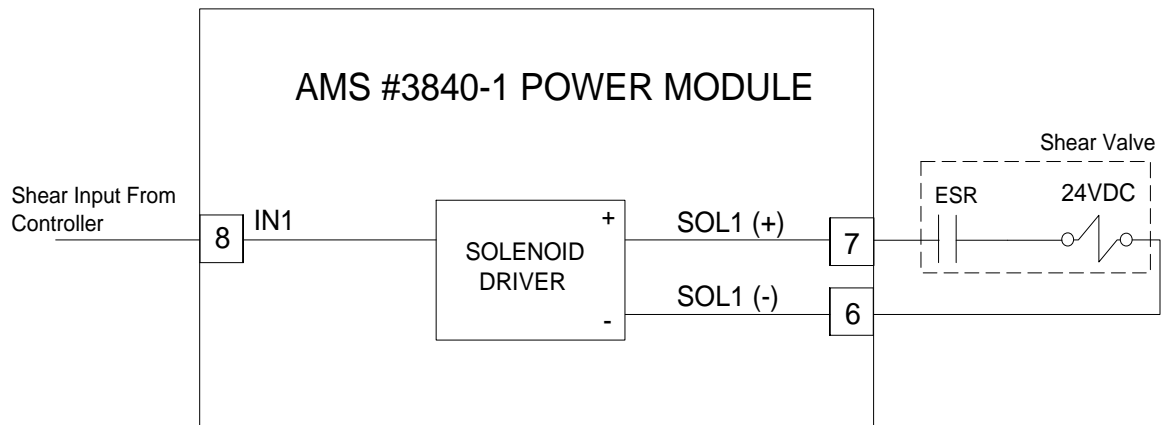 AMS #3840-1 POWER MODULE
Shear Valve
Shear Input From
Controller
8
IN1
SOLENOID
DRIVER
+
-
SOL1 (+)
7
SOL1 (-)
6
ESR
24VDC